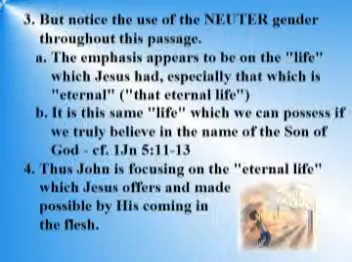 3. But notice the use of the NEUTER gender
throughout this passage.
a. The emphasis appears to be on the "life"
which Jesus had, especially that which is
"eternal" ("that eternal life")
b. It is this same "life" which we can possess if
we truly believe in the name of the Son of
God - cf. 1Jn 5:11-13
4. Thus John is focusing on the "eternal life"
which Jesus offers and made
possible by His coming in
the flesh.